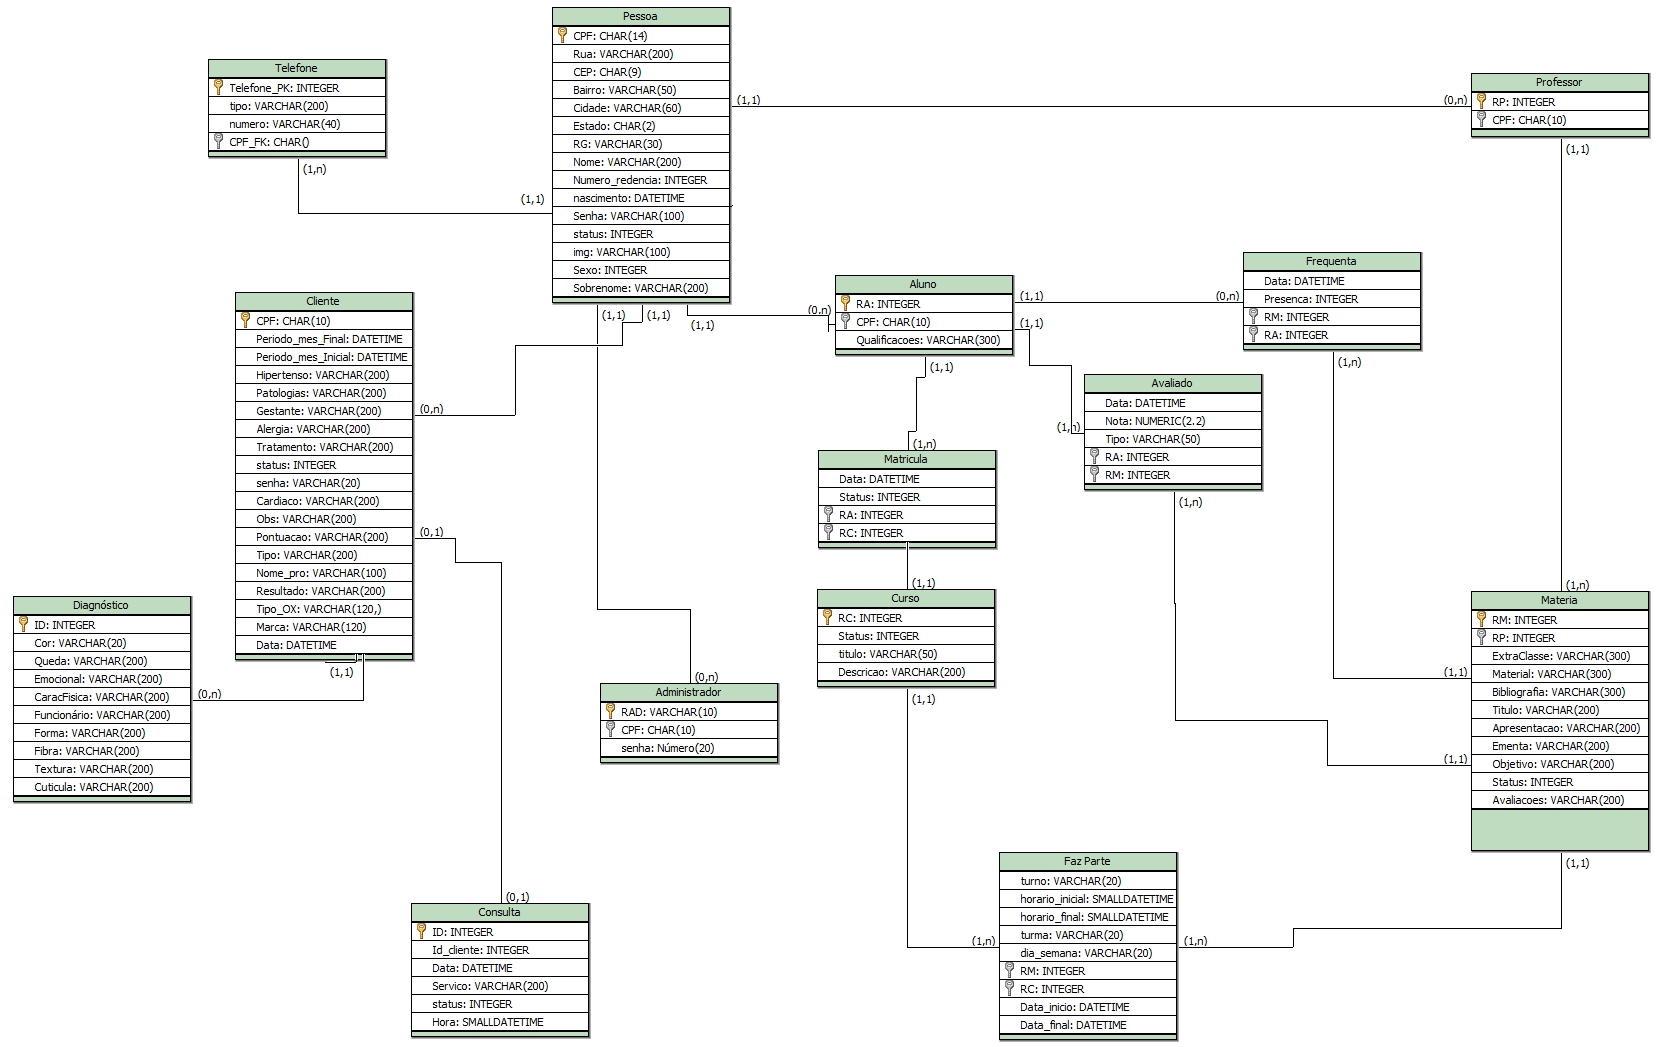 Pessoa
CPF: CHAR(14)
Rua: VARCHAR(200)
CEP: CHAR(9)
Bairro: VARCHAR(50)
Cidade: VARCHAR(60)
Estado: CHAR(2)
RG: VARCHAR(30)
Nome: VARCHAR(200)
Numero_redencia: INTEGER
nascimento: DATETIME
Senha: VARCHAR(100)
status: INTEGER
img: VARCHAR(100)
Sexo: INTEGER
Sobrenome: VARCHAR(200)
Telefone
Telefone_PK: INTEGER
tipo: VARCHAR(200)
numero: VARCHAR(40)
CPF_FK: CHAR()
(1,n)
(1,1)
(1,1)
(0,n)
Professor
RP: INTEGER
CPF: CHAR(10)
(1,1)
Cliente
CPF: CHAR(10)
Periodo_mes_Final: DATETIME
Periodo_mes_Inicial: DATETIME
Hipertenso: VARCHAR(200)
Patologias: VARCHAR(200)
Gestante: VARCHAR(200)
Alergia: VARCHAR(200)
Tratamento: VARCHAR(200)
status: INTEGER
senha: VARCHAR(20)
Cardiaco: VARCHAR(200)
Obs: VARCHAR(200)
Pontuacao: VARCHAR(200)
Tipo: VARCHAR(200)
Nome_pro: VARCHAR(100)
Resultado: VARCHAR(200)
Tipo_OX: VARCHAR(120,)
Marca: VARCHAR(120)
Data: DATETIME
(0,n)
(0,1)
(1,1)
(1,1)
(1,1)
(1,1)
(0,n)
Aluno
RA: INTEGER
CPF: CHAR(10)
Qualificacoes: VARCHAR(300)
(1,1)
(0,n)
(1,1)
(1,1)
Frequenta
Data: DATETIME
Presenca: INTEGER
RM: INTEGER
RA: INTEGER
(1,n)
Avaliado
Data: DATETIME
Nota: NUMERIC(2.2)
Tipo: VARCHAR(50)
RA: INTEGER
RM: INTEGER
(1,n)
(1,n)
(1,n)
Matricula
Data: DATETIME
Status: INTEGER
RA: INTEGER
RC: INTEGER
(1,1)
Curso
RC: INTEGER
Status: INTEGER
titulo: VARCHAR(50)
Descricao: VARCHAR(200)
(1,1)
Diagnóstico
ID: INTEGER
Cor: VARCHAR(20)
Queda: VARCHAR(200)
Emocional: VARCHAR(200)
CaracFisica: VARCHAR(200)
Funcionário: VARCHAR(200)
Forma: VARCHAR(200)
Fibra: VARCHAR(200)
Textura: VARCHAR(200)
Cuticula: VARCHAR(200)
(0,n)
(0,n)
Administrador
RAD: VARCHAR(10)
CPF: CHAR(10)
senha: Número(20)
(1,n)
Materia
RM: INTEGER
RP: INTEGER
ExtraClasse: VARCHAR(300)
Material: VARCHAR(300)
Bibliografia: VARCHAR(300)
Titulo: VARCHAR(200)
Apresentacao: VARCHAR(200)
Ementa: VARCHAR(200)
Objetivo: VARCHAR(200)
Status: INTEGER
Avaliacoes: VARCHAR(200)
(1,1)
(1,1)
(1,1)
(0,1)
Consulta
ID: INTEGER
Id_cliente: INTEGER
Data: DATETIME
Servico: VARCHAR(200)
status: INTEGER
Hora: SMALLDATETIME
Faz Parte
turno: VARCHAR(20)
horario_inicial: SMALLDATETIME
horario_final: SMALLDATETIME
turma: VARCHAR(20)
dia_semana: VARCHAR(20)
RM: INTEGER
RC: INTEGER
Data_inicio: DATETIME
Data_final: DATETIME
(1,n)
(1,n)